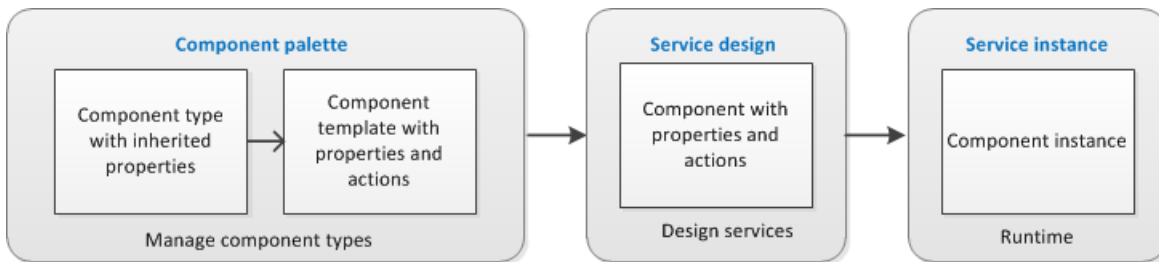 Component palette
Component type
with inherited
properties
Component
template with
properties and
actions
Manage component types
Service design
Component with
properties and
actions
Design services
Service instance
Component instance
Runtime